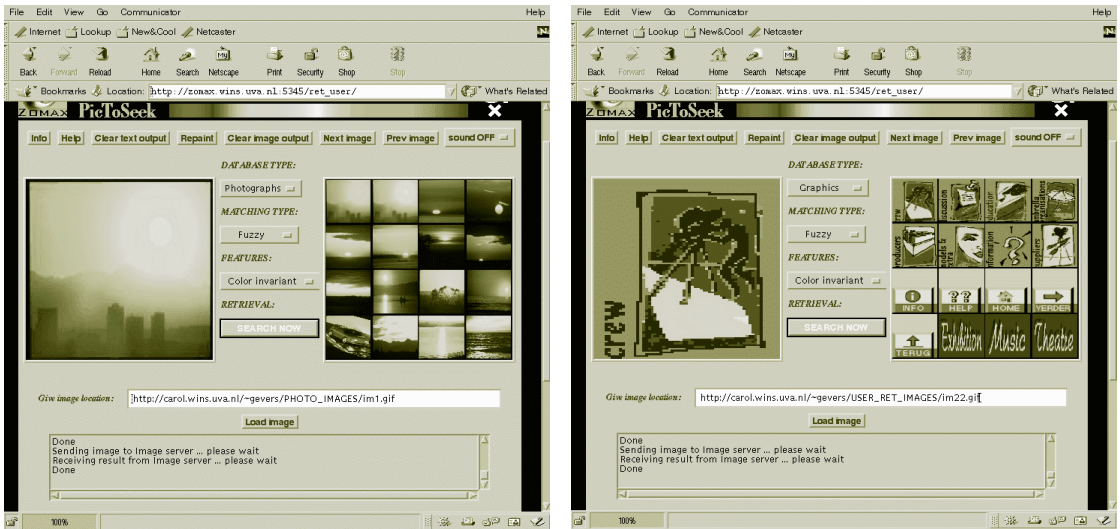 File Edit View Go Communicator Help
Internet Lookup New&Cool Netcaster
Back Forward Reload Home Search Netscape Print Security Shop Stop
Bookmarks Location: http://zomax.wins.uva.nl:5345/ret_user/ What's Related
ZOMAX PicToSeek
Info Help Clear text output Repaint Clear image output Next image Prev image sound OFF
DATABASE TYPE:
Photographs
MATCHING TYPE:
Fuzzy
FEATURES:
Color invariant
RETRIEVAL:
SEARCH NOW
Give image location: http://carol.wins.uva.nl/~gevers/PHOTO_IMAGES/im1.gif
Load image
Done
Sending image to Image server ... please wait
Receiving result from Image server ... please wait
Done
100%
File Edit View Go Communicator Help
Internet Lookup New&Cool Netcaster
Back Forward Reload Home Search Netscape Print Security Shop Stop
Bookmarks Location: http://zomax.wins.uva.nl:5345/ret_user/ What's Related
ZOMAX PicToSeek
Info Help Clear text output Repaint Clear image output Next image Prev image sound OFF
crew
DATABASE TYPE:
Graphics
MATCHING TYPE:
Fuzzy
FEATURES:
Color invariant
RETRIEVAL:
SEARCH NOW
INFO HELP HOME VERDER
TERUG Exhibition Music Theatre
Give image location: http://carol.wins.uva.nl/~gevers/USER_RET_IMAGES/im22.gif
Load image
Done
Sending image to Image server ... please wait
Receiving result from Image server ... please wait
Done
100%